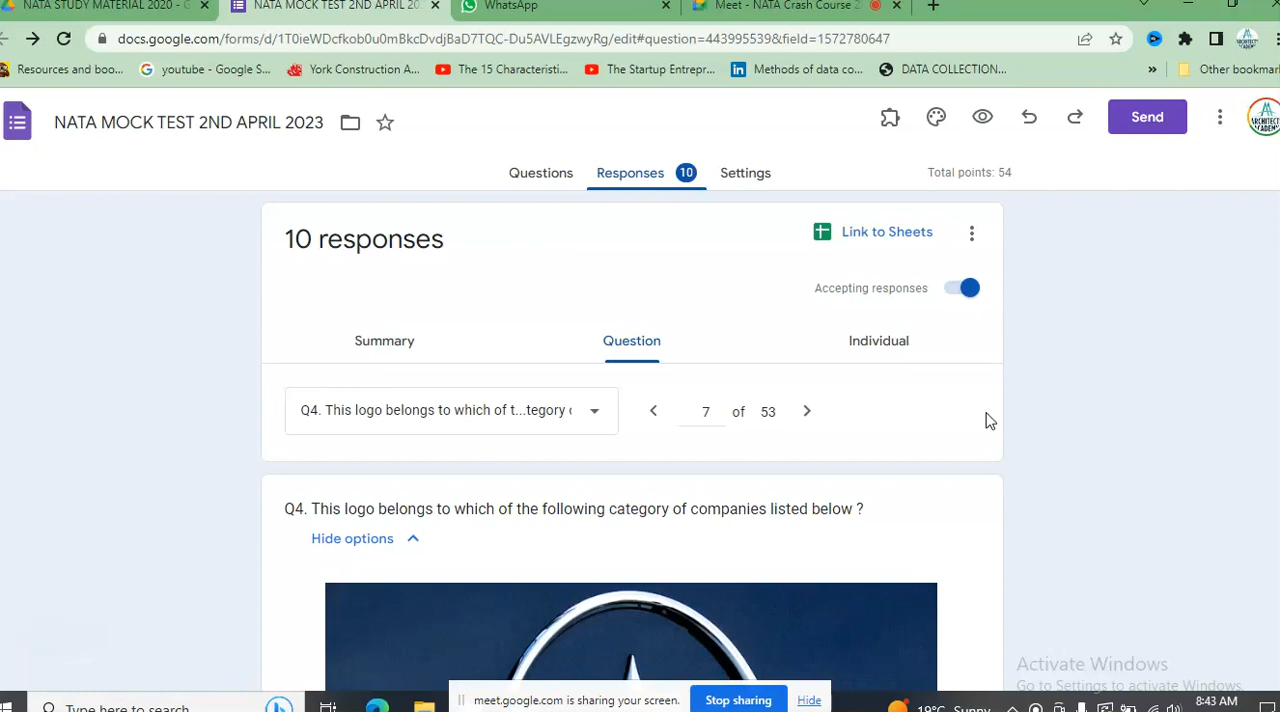 NATA STUDY MATERIAL 2020 - G
NATA MOCK TEST 2ND APRIL 20
WhatsApp
Meet - NATA Crash Course 2
docs.google.com/forms/d/1T0ieWDcfkob0u0mBkcDvdjBaD7TQC-Du5AVLEgzwyRg/edit#question=443995539&field=1572780647
Resources and boo...
youtube - Google S...
York Construction A...
The 15 Characteristi...
The Startup Entrepr...
Methods of data co...
DATA COLLECTION...
»
Other bookmar
NATA MOCK TEST 2ND APRIL 2023
Send
ARCHITECT
ACADEMY
Questions
Responses 10
Settings
Total points: 54
10 responses
Link to Sheets
Accepting responses
Summary
Question
Individual
Q4. This logo belongs to which of t...tegory
7 of 53
Q4. This logo belongs to which of the following category of companies listed below ?
Hide options
Activate Windows
Go to Settings to activate Windows.
meet.google.com is sharing your screen.
Stop sharing
Hide
Type here to search
19°C Sunny
8:43 AM